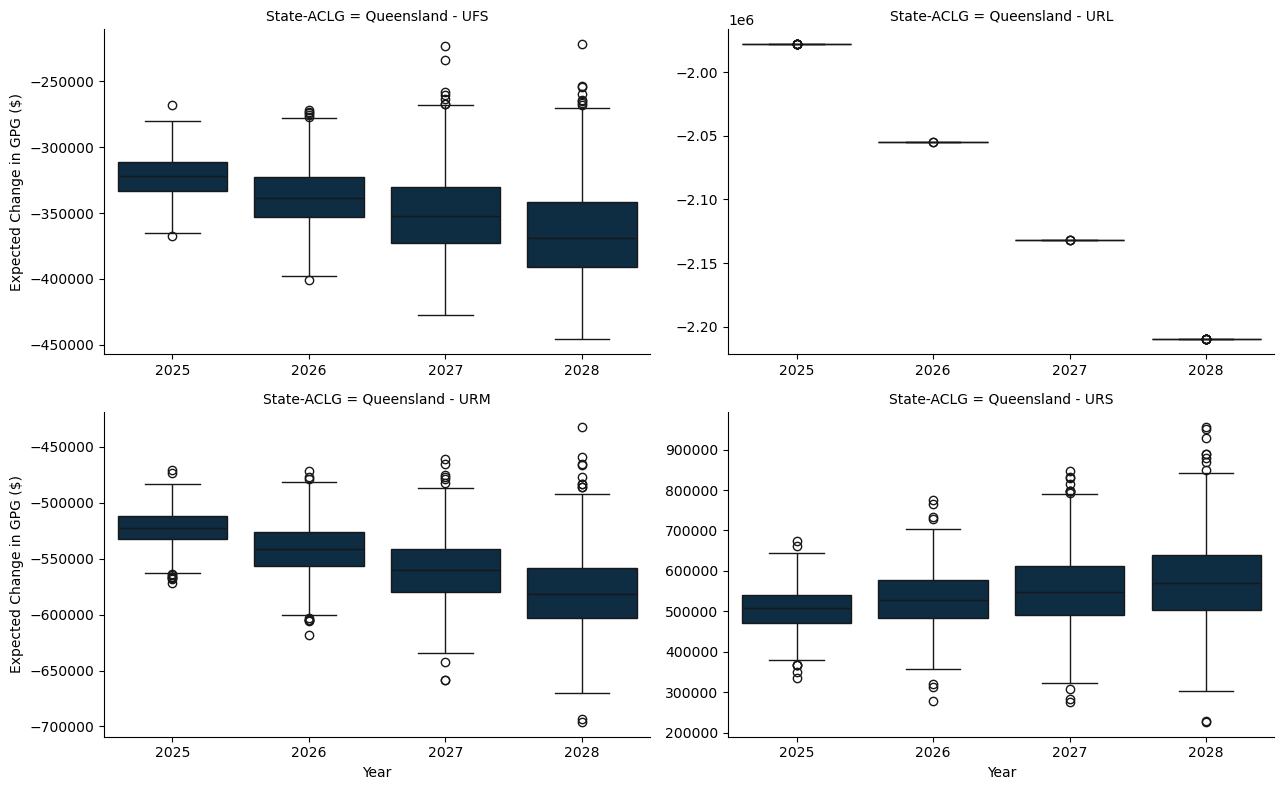 State-ACLG = Queensland - UFS
Expected Change in GPG ($)
−250000
−300000
−350000
−400000
−450000
2025 2026 2027 2028
State-ACLG = Queensland - URL
1e6
−2.00
−2.05
−2.10
−2.15
−2.20
2025 2026 2027 2028
State-ACLG = Queensland - URM
Expected Change in GPG ($)
−450000
−500000
−550000
−600000
−650000
−700000
2025 2026 2027 2028
Year
State-ACLG = Queensland - URS
900000
800000
700000
600000
500000
400000
300000
200000
2025 2026 2027 2028
Year